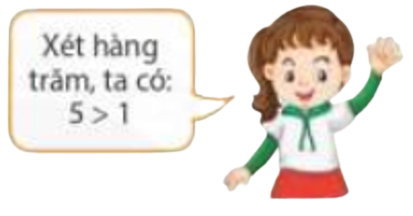 Xét hàng
trăm, ta có:
5 > 1